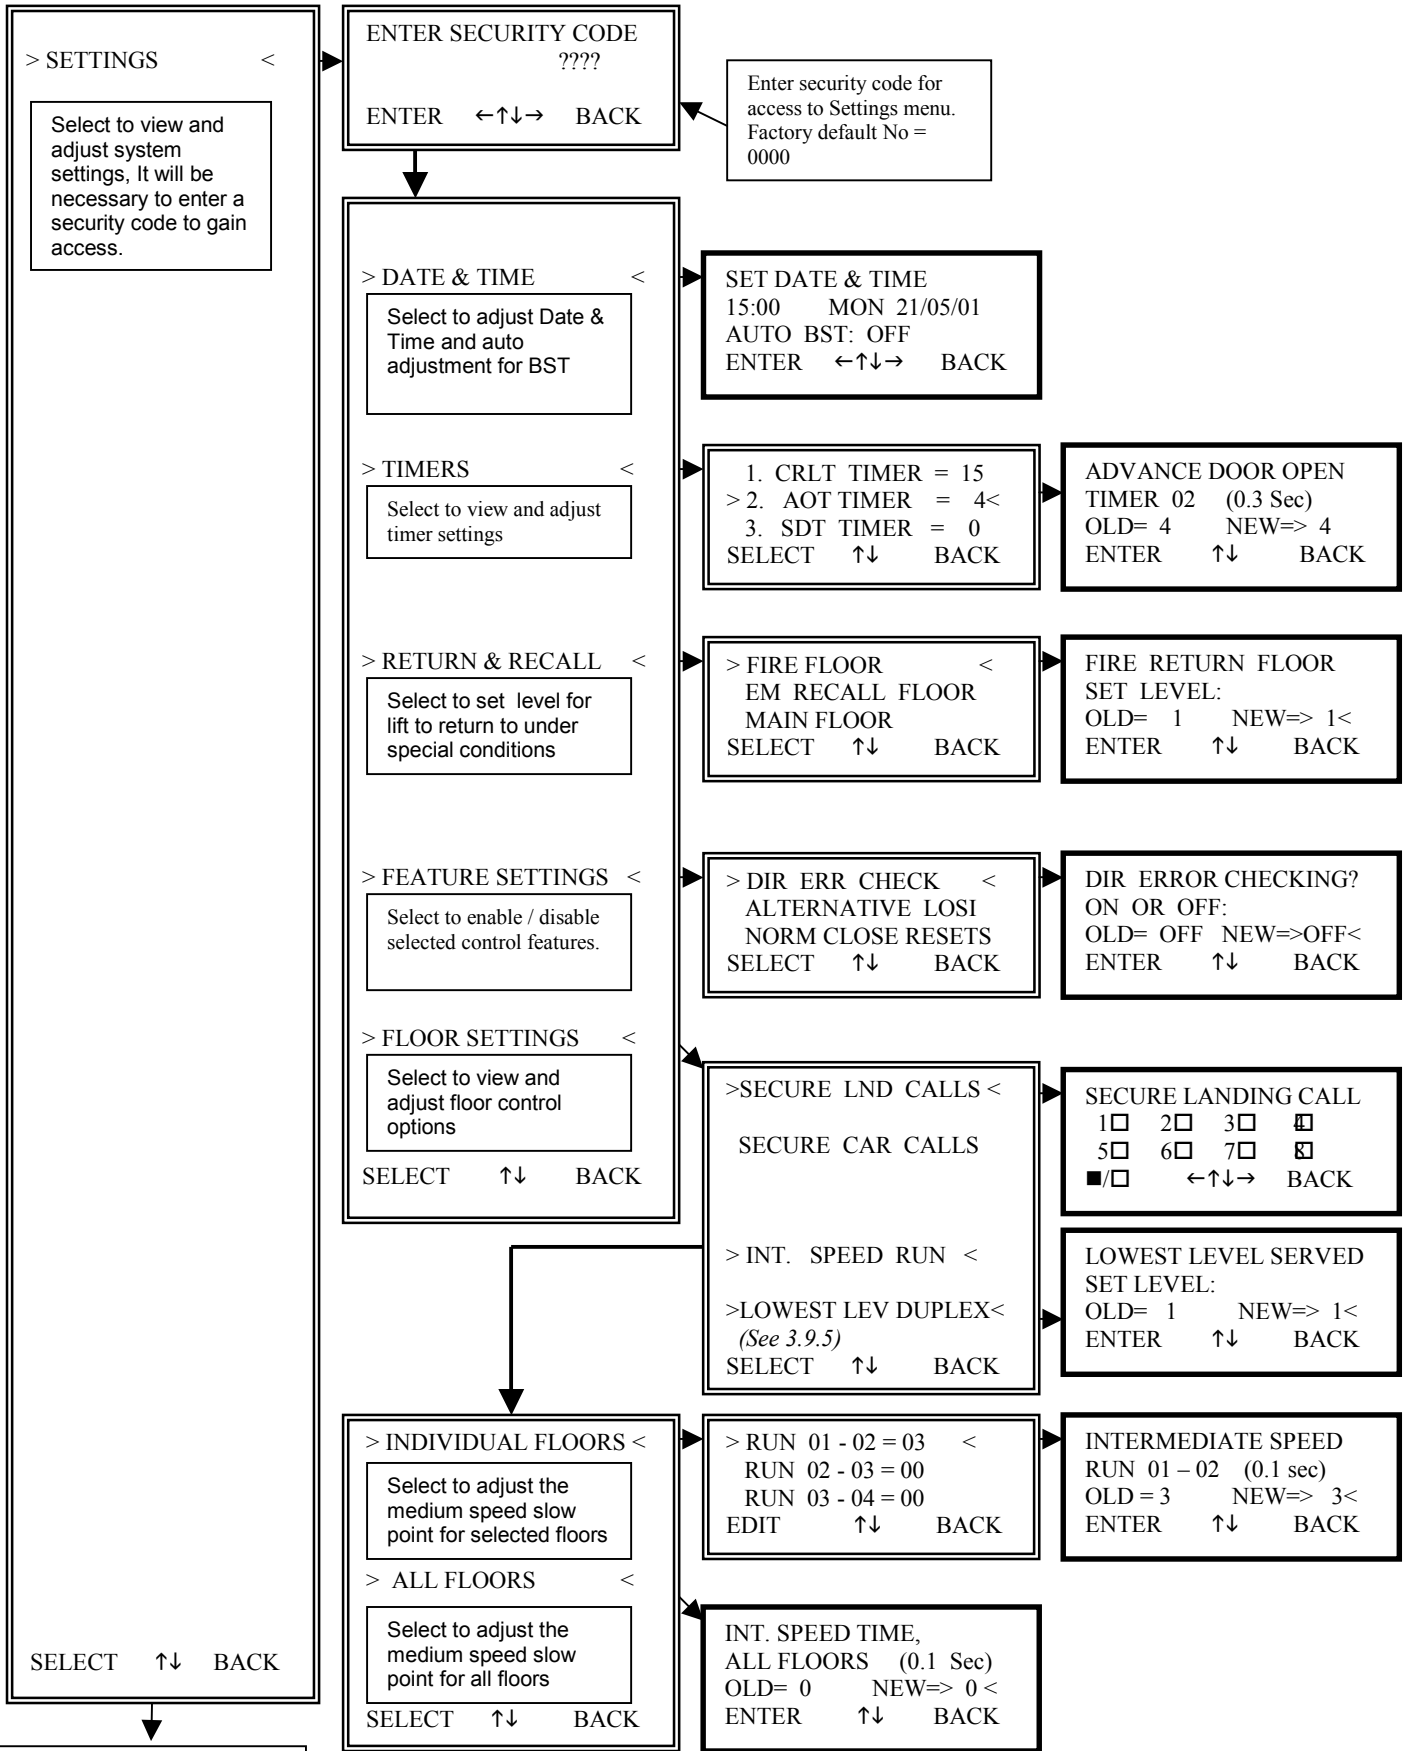 > SETTINGS <
Select to view and
adjust system
settings, It will be
necessary to enter a
security code to gain
access.
SELECT ↑↓ BACK
ENTER SECURITY CODE
????
ENTER ←↑↓→ BACK
Enter security code for
access to Settings menu.
Factory default No =
0000
> DATE & TIME <
Select to adjust Date &
Time and auto
adjustment for BST
> TIMERS <
Select to view and adjust
timer settings
> RETURN & RECALL <
Select to set level for
lift to return to under
special conditions
> FEATURE SETTINGS <
Select to enable / disable
selected control features.
> FLOOR SETTINGS <
Select to view and
adjust floor control
options
SELECT ↑↓ BACK
SET DATE & TIME
15:00 MON 21/05/01
AUTO BST: OFF
ENTER ←↑↓→ BACK
1. CRLT TIMER = 15
> 2. AOT TIMER = 4<
3. SDT TIMER = 0
SELECT ↑↓ BACK
ADVANCE DOOR OPEN
TIMER 02 (0.3 Sec)
OLD= 4 NEW=> 4
ENTER ↑↓ BACK
> FIRE FLOOR <
EM RECALL FLOOR
MAIN FLOOR
SELECT ↑↓ BACK
FIRE RETURN FLOOR
SET LEVEL:
OLD= 1 NEW=> 1<
ENTER ↑↓ BACK
> DIR ERR CHECK <
ALTERNATIVE LOSI
NORM CLOSE RESETS
SELECT ↑↓ BACK
DIR ERROR CHECKING?
ON OR OFF:
OLD= OFF NEW=>OFF<
ENTER ↑↓ BACK
>SECURE LND CALLS <
SECURE CAR CALLS
> INT. SPEED RUN <
>LOWEST LEV DUPLEX<
(See 3.9.5)
SELECT ↑↓ BACK
SECURE LANDING CALL
1□ 2□ 3□ 4□
5□ 6□ 7□ 8□
■/□ ←↑↓→ BACK
LOWEST LEVEL SERVED
SET LEVEL:
OLD= 1 NEW=> 1<
ENTER ↑↓ BACK
> INDIVIDUAL FLOORS <
Select to adjust the
medium speed slow
point for selected floors
> ALL FLOORS <
Select to adjust the
medium speed slow
point for all floors
SELECT ↑↓ BACK
> RUN 01 - 02 = 03 <
RUN 02 - 03 = 00
RUN 03 - 04 = 00
EDIT ↑↓ BACK
INTERMEDIATE SPEED
RUN 01 – 02 (0.1 sec)
OLD = 3 NEW=> 3<
ENTER ↑↓ BACK
INT. SPEED TIME,
ALL FLOORS (0.1 Sec)
OLD= 0 NEW=> 0 <
ENTER ↑↓ BACK